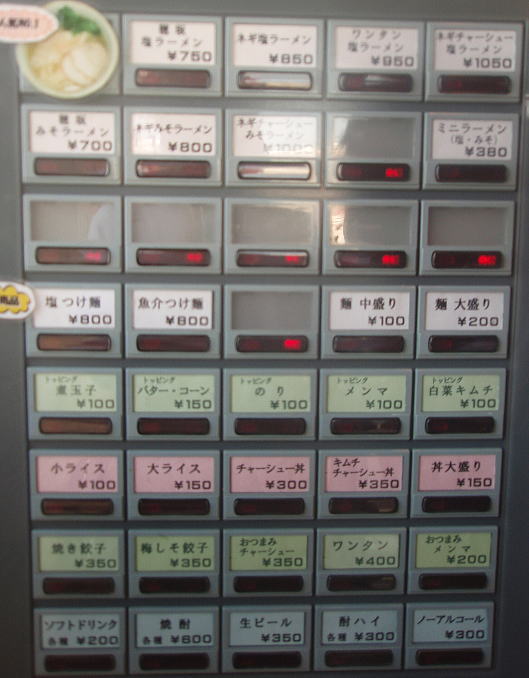 塩ラーメン
¥750
ネギ塩ラーメン
¥850
ワンタン
塩ラーメン
¥950
ネギチャーシュー
塩ラーメン
¥1050
みそラーメン
¥700
ネギみそラーメン
¥800
ネギチャーシュー
みそラーメン
¥1000
ミニラーメン
(塩・みそ)
¥380
塩つけ麺
¥800
魚介つけ麺
¥800
麺 中盛り
¥100
麺 大盛り
¥200
トッピング
煮玉子
¥100
トッピング
バター・コーン
¥150
トッピング
のり
¥100
トッピング
メンマ
¥100
トッピング
白菜キムチ
¥100
小ライス
¥100
大ライス
¥150
チャーシュー丼
¥300
キムチ
チャーシュー丼
¥350
丼大盛り
¥150
焼き餃子
¥350
梅しそ餃子
¥350
おつまみ
チャーシュー
¥350
ワンタン
¥400
おつまみ
メンマ
¥200
ソフトドリンク
各種 ¥200
焼酎
各種 ¥600
生ビール
¥350
酎ハイ
各種 ¥300
ノーアルコール
¥300